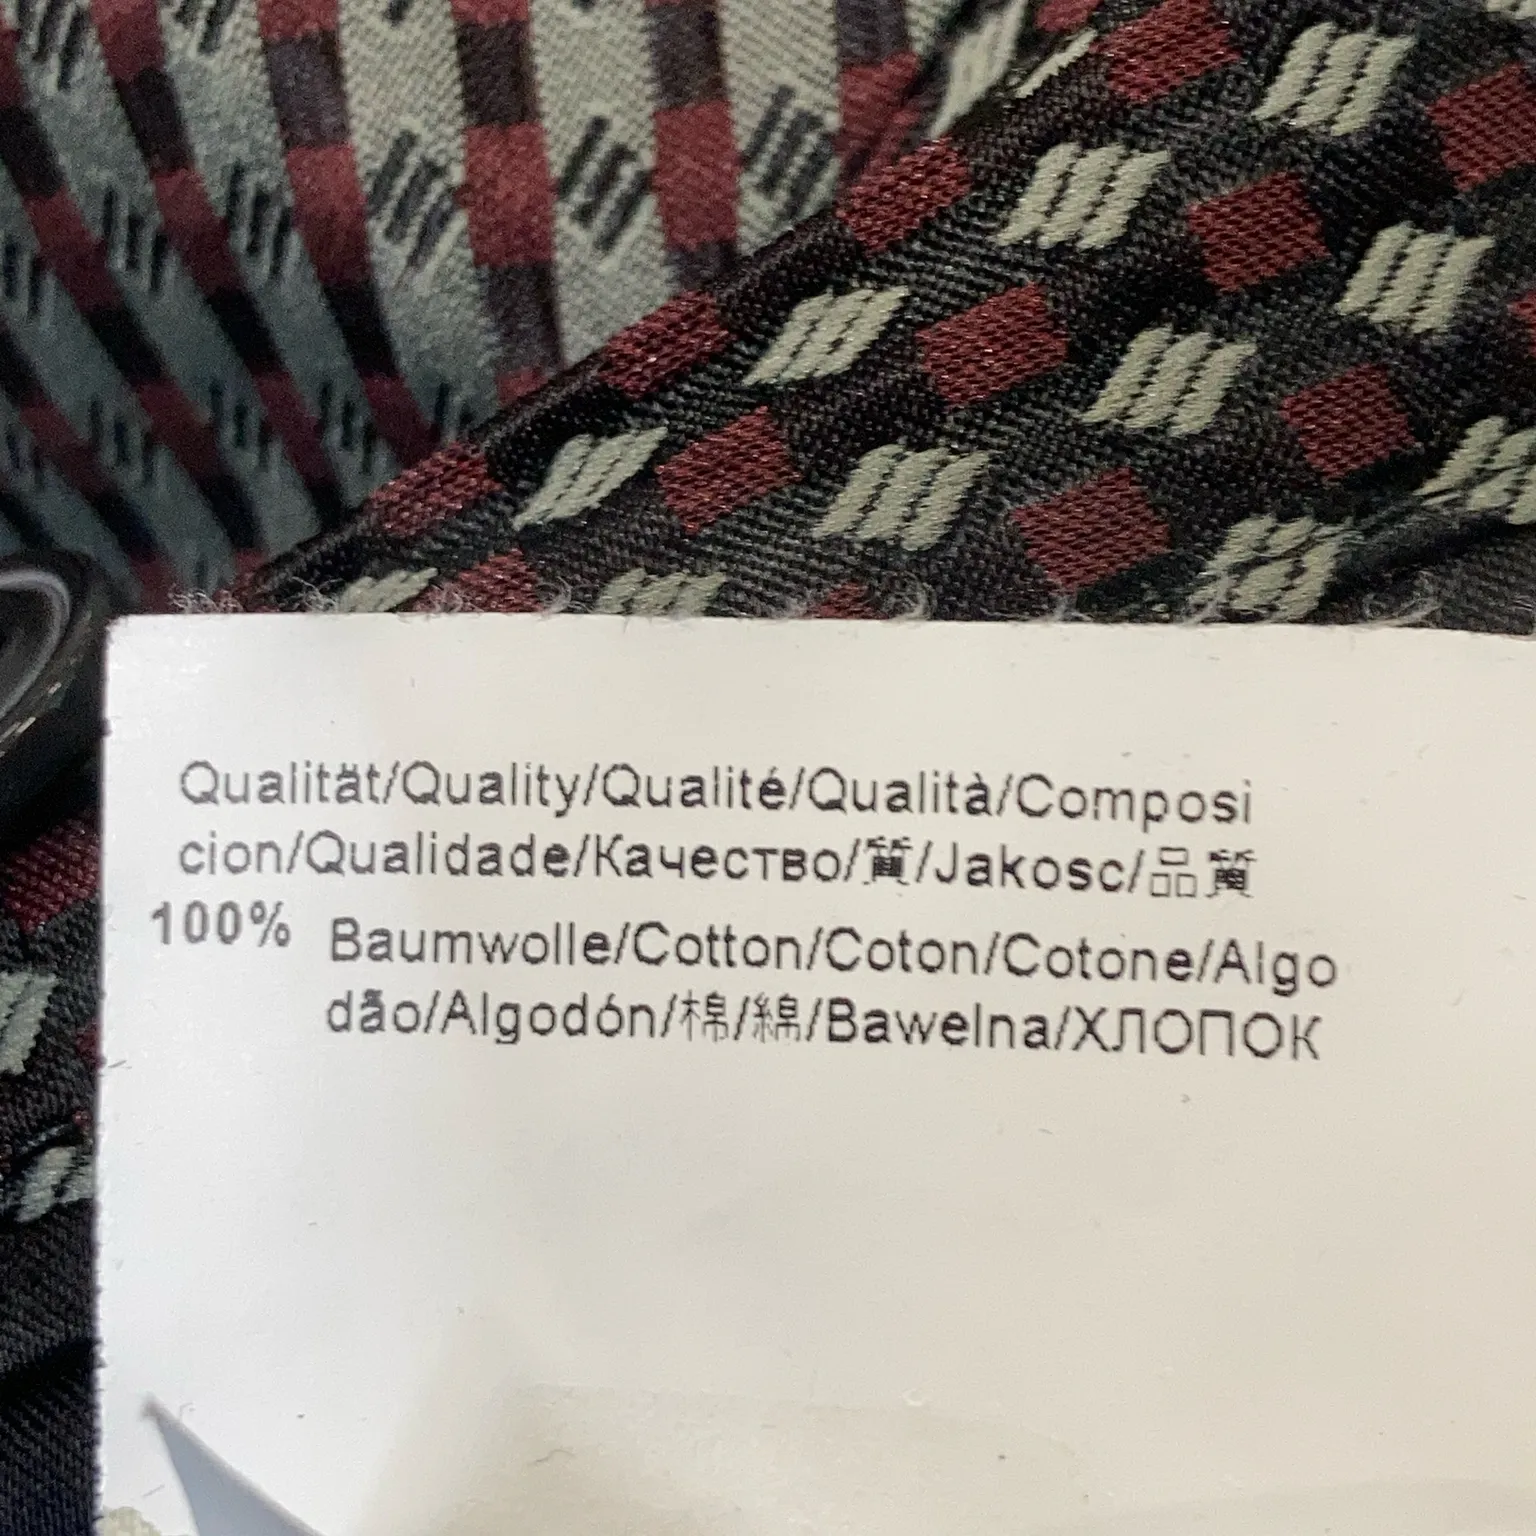 Qualität/Quality/Qualité/Qualità/Composi
cion/Qualidade/Качество/質/Jakosc/品質
100% Baumwolle/Cotton/Coton/Cotone/Algo
dão/Algodón/棉/綿/Bawelna/ХЛОПОК